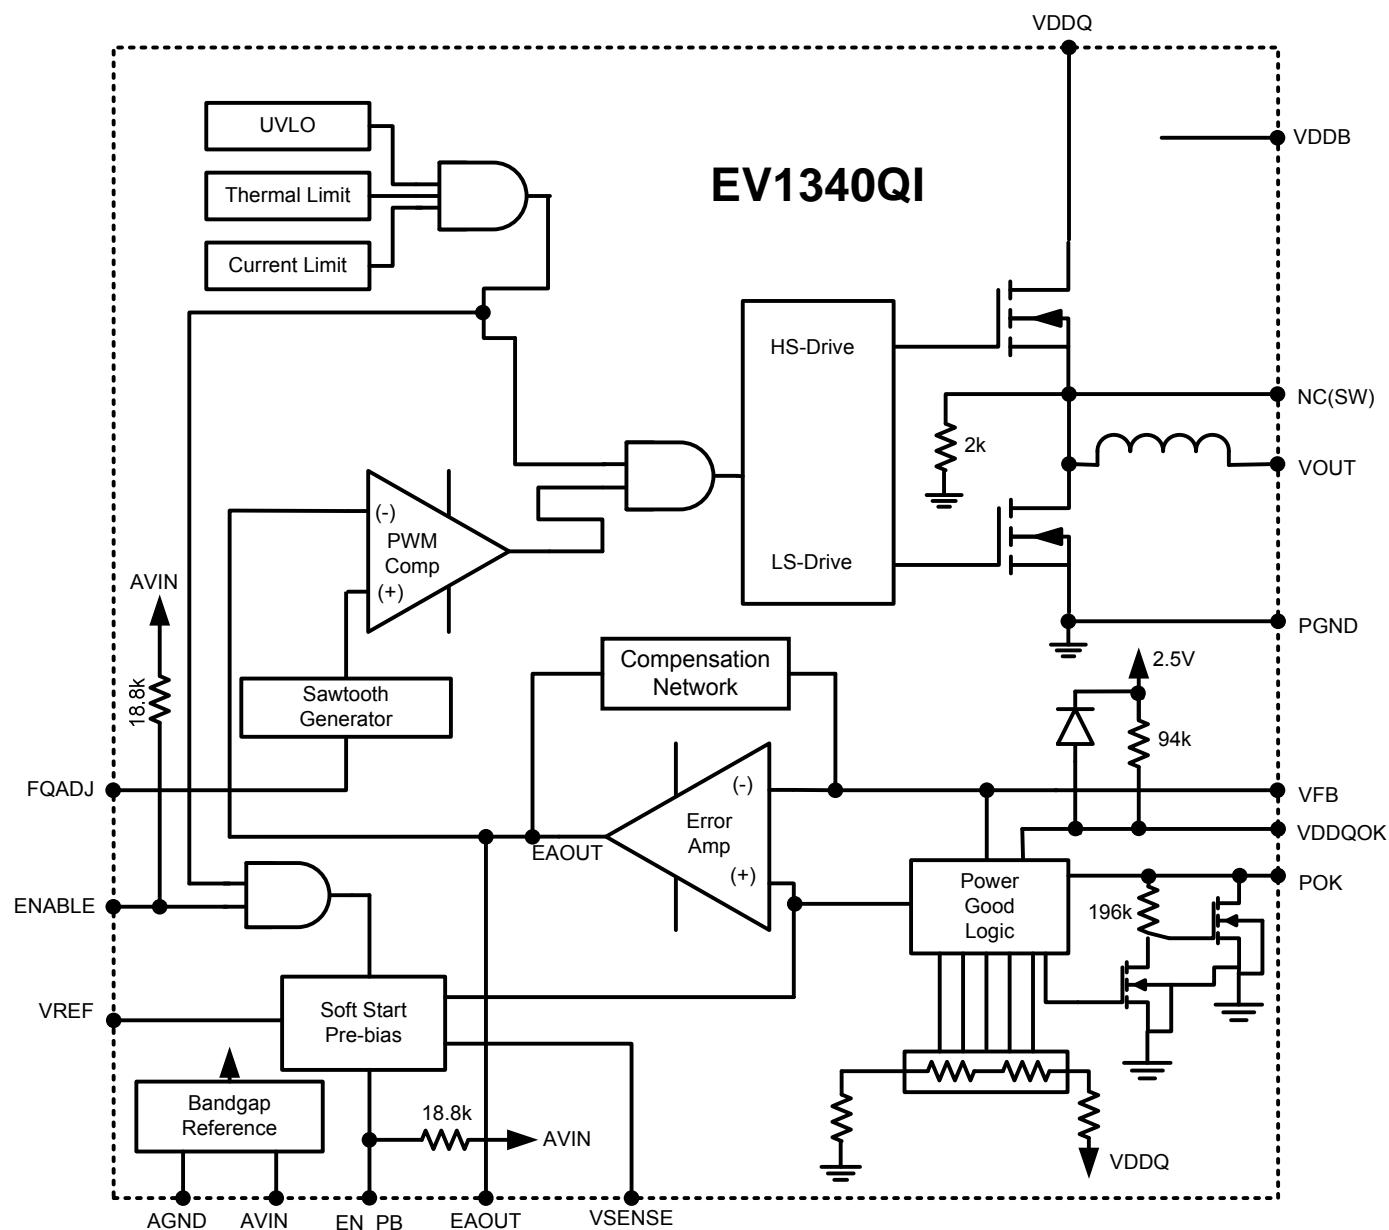 VDDQ
UVLO
VDDB
EV1340QI
Thermal Limit
Current Limit
HS-Drive
NC(SW)
2k
VOUT
(-)
PWM
Comp
(+)
LS-Drive
AVIN
PGND
18.8k
Sawtooth
Generator
Compensation
Network
2.5V
94k
FQADJ
(-)
VFB
Error
Amp
VDDQOK
EAOUT
(+)
Power
Good
Logic
POK
ENABLE
196k
VREF
Soft Start
Pre-bias
Bandgap
Reference
18.8k
AVIN
VDDQ
AGND
AVIN
EN_PB
EAOUT
VSENSE